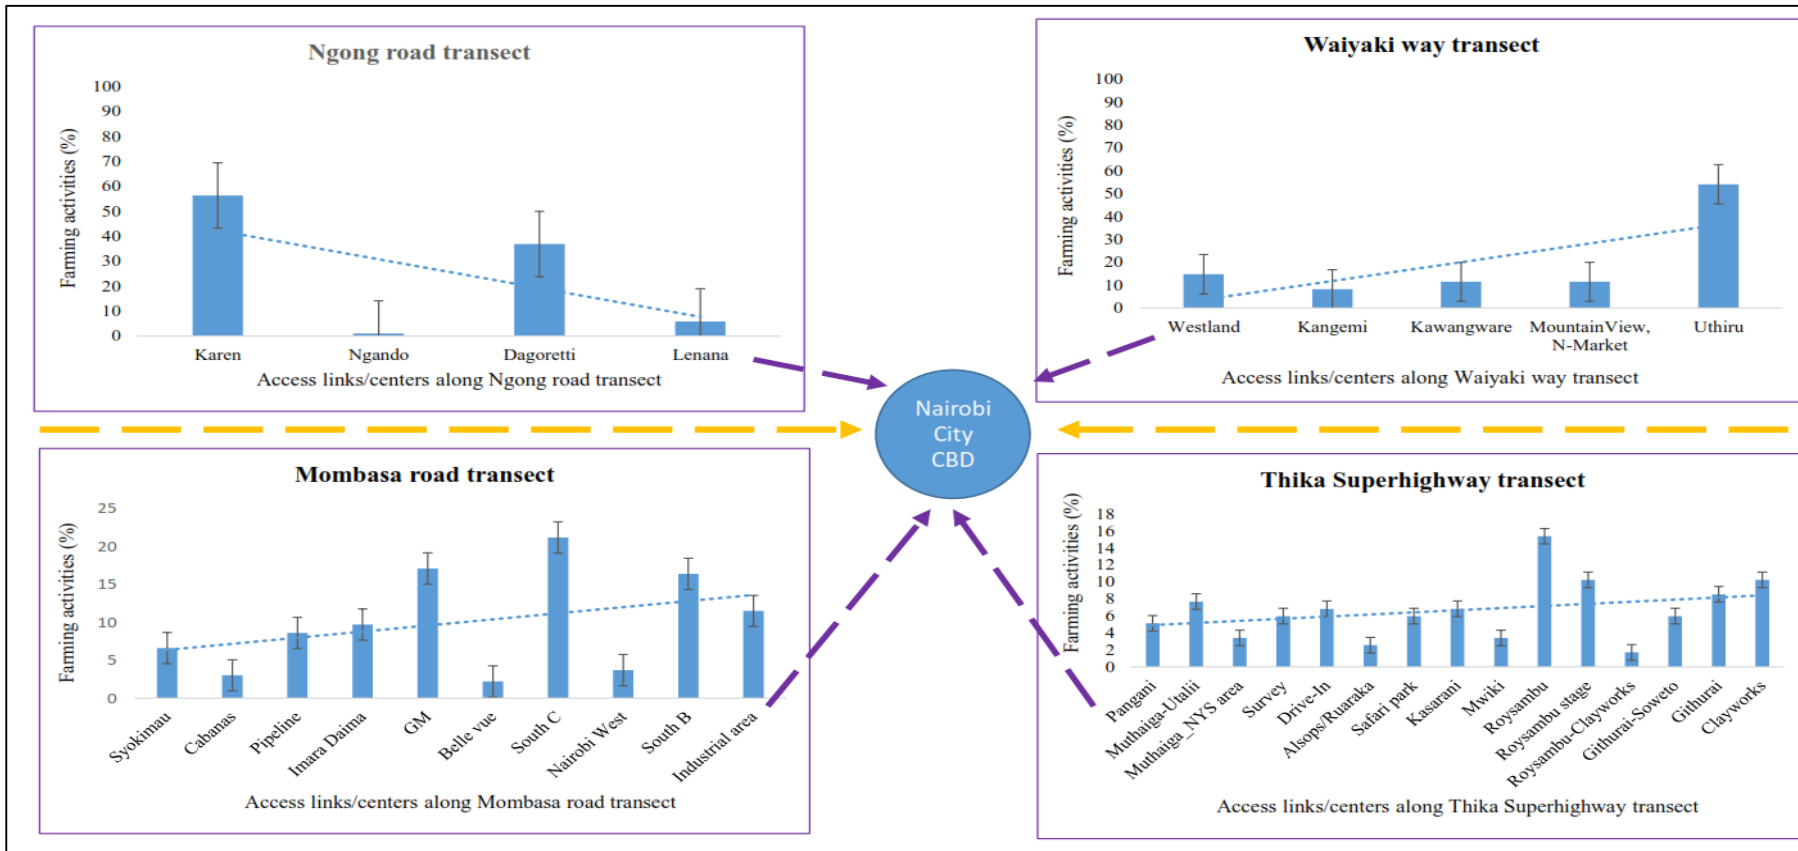 Ngong road transect
Farming activities (%)
100
90
80
70
60
50
40
30
20
10
0
Karen
Ngando
Dagoretti
Lenana
Access links/centers along Ngong road transect
Waiyaki way transect
Farming activities (%)
100
90
80
70
60
50
40
30
20
10
0
Westland
Kangemi
Kawangware
MountainView,
N-Market
Uthiru
Access links/centers along Waiyaki way transect
Nairobi
City
CBD
Mombasa road transect
Farming activities (%)
25
20
15
10
5
0
Syokimau
Cabanas
Pipeline
Imara Daima
GM
Belle vue
South C
Nairobi West
South B
Industrial area
Access links/centers along Mombasa road transect
Thika Superhighway transect
Farming activities (%)
18
16
14
12
10
8
6
4
2
0
Pangani
Muthaiga-Utalii
Muthaiga_NYS area
Survey
Drive-In
Alsops/Ruaraka
Safari park
Kasarani
Mwiki
Roysambu
Roysambu stage
Roysambu-Clayworks
Githurai-Soweto
Githurai
Clayworks
Access links/centers along Thika Superhighway transect